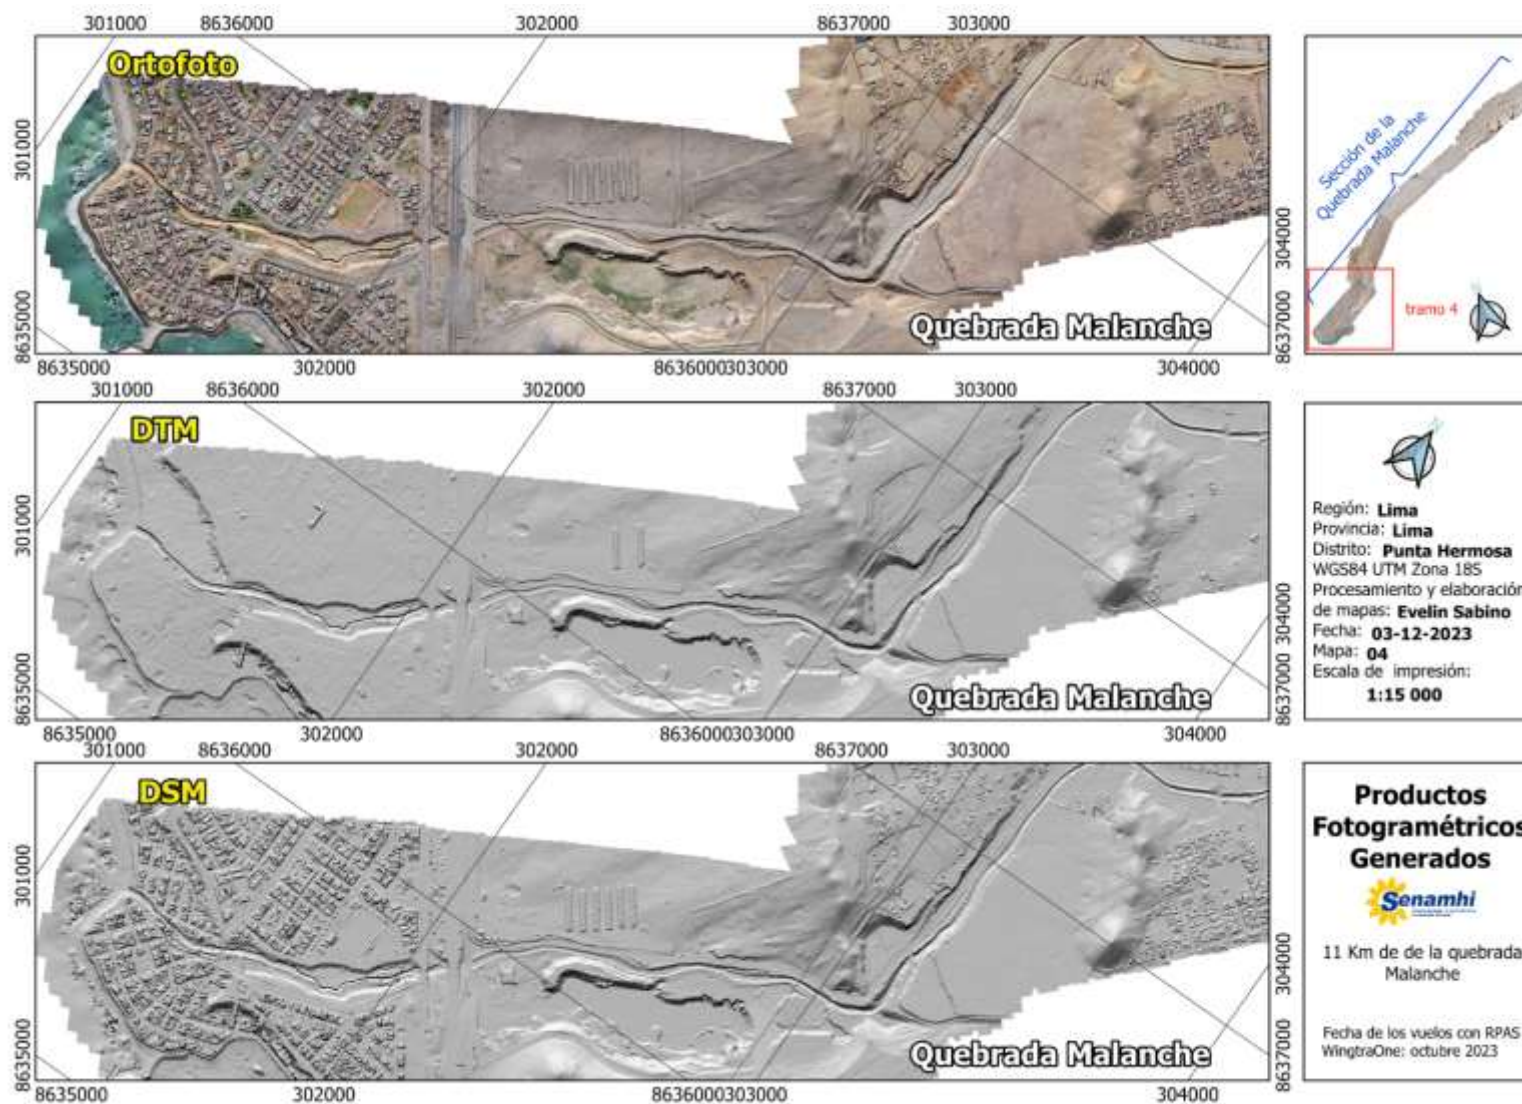 301000
8636000
302000
8637000
303000
Ortofoto
301000
8635000
304000
8637000
Quebrada Malanche
8635000
302000
8636000303000
304000
Sección de la
Quebrada Malanche
tramo 4
301000
8636000
302000
8637000
303000
DTM
301000
8635000
304000
8637000
Quebrada Malanche
8635000
302000
8636000303000
304000
Región: Lima
Provincia: Lima
Distrito: Punta Hermosa
WGS84 UTM Zona 18S
Procesamiento y elaboración
de mapas: Evelin Sabino
Fecha: 03-12-2023
Mapa: 04
Escala de impresión:
1:15 000
301000
8636000
302000
8637000
303000
DSM
301000
8635000
304000
8637000
Quebrada Malanche
8635000
302000
8636000303000
304000
Productos
Fotogramétricos
Generados
Senamhi
11 Km de de la quebrada
Malanche
Fecha de los vuelos con RPAS
WingtraOne: octubre 2023